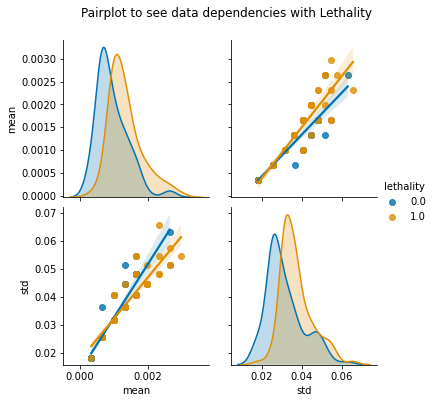 Pairplot to see data dependencies with Lethality
0.0030
0.0025
0.0020
0.0015
0.0010
0.0005
0.0000
mean
lethality
0.0
1.0
0.07
0.06
0.05
0.04
0.03
0.02
std
0.000 0.002
mean
0.02 0.04 0.06
std